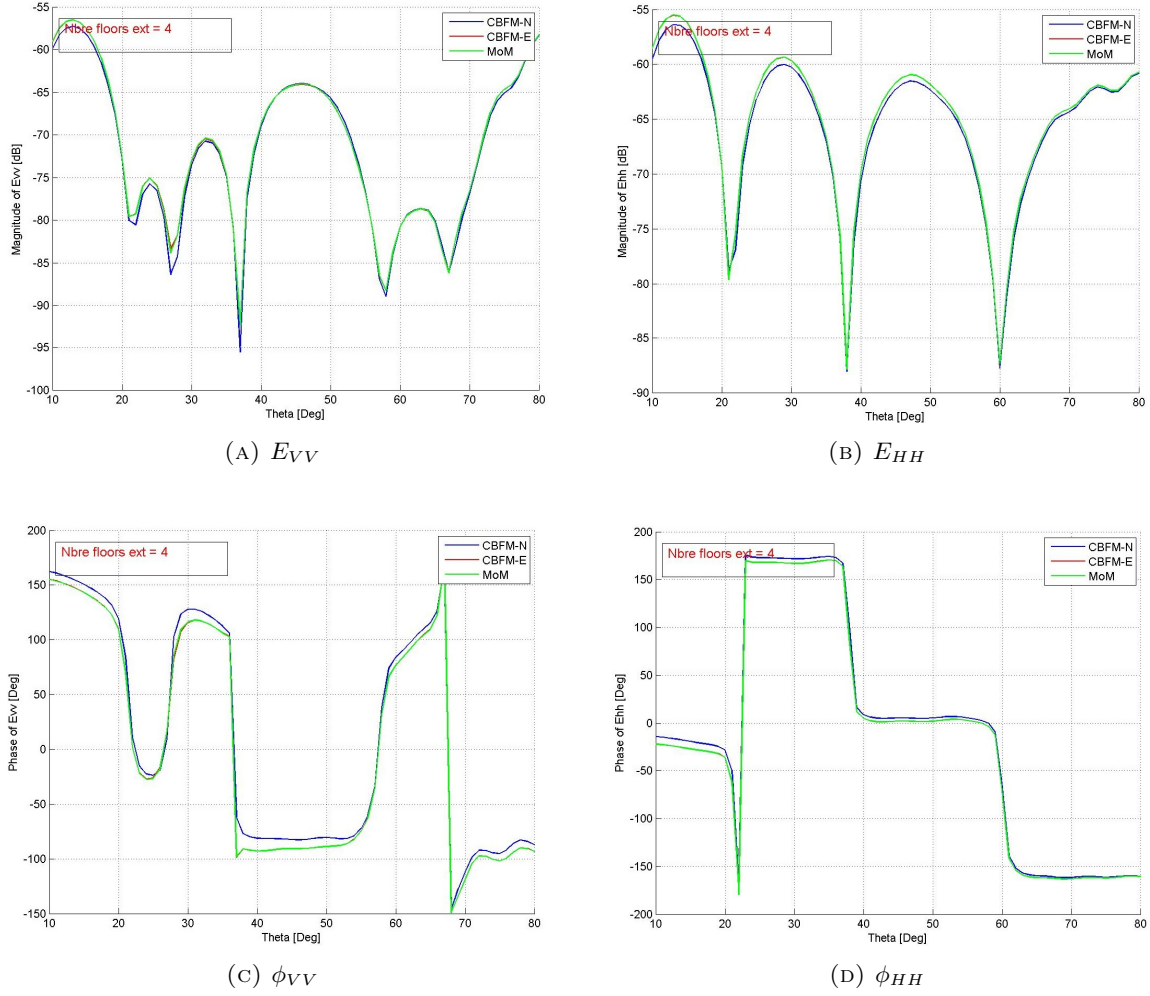 -55
-60
-65
-70
-75
-80
-85
-90
-95
-100
Magnitude of Evv [dB]
Nbre floors ext = 4
CBFM-N
CBFM-E
MoM
10 20 30 40 50 60 70 80
Theta [Deg]
(A) E_VV
-55
-60
-65
-70
-75
-80
-85
-90
Magnitude of Ehh [dB]
Nbre floors ext = 4
CBFM-N
CBFM-E
MoM
10 20 30 40 50 60 70 80
Theta [Deg]
(B) E_HH
200
150
100
50
0
-50
-100
-150
Phase of Evv [Deg]
Nbre floors ext = 4
CBFM-N
CBFM-E
MoM
10 20 30 40 50 60 70 80
Theta [Deg]
(C) ϕ_VV
200
150
100
50
0
-50
-100
-150
-200
Phase of Ehh [Deg]
Nbre floors ext = 4
CBFM-N
CBFM-E
MoM
10 20 30 40 50 60 70 80
Theta [Deg]
(D) ϕ_HH